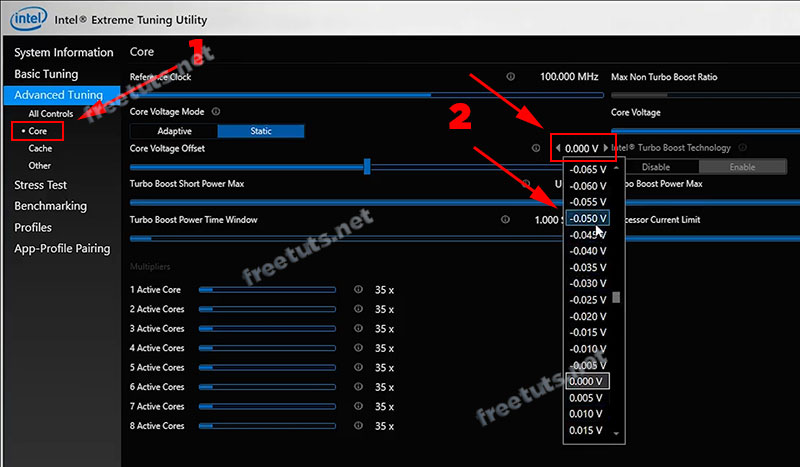 intel
Intel® Extreme Tuning Utility
System Information
Basic Tuning
Advanced Tuning
All Controls
Core
Cache
Other
Stress Test
Benchmarking
Profiles
App-Profile Pairing
1
freetuts.net
Core
Reference Clock
100.000 MHz
Max Non Turbo Boost Ratio
Core Voltage Mode
Core Voltage
Adaptive
Static
2
Core Voltage Offset
0.000 V
Intel® Turbo Boost Technology
Disable
Enable
Turbo Boost Short Power Max
U
Turbo Boost Power Max
Turbo Boost Power Time Window
1.000 S
ocessor Current Limit
-0.065 V
-0.060 V
-0.055 V
-0.050 V
-0.045 V
-0.040 V
-0.035 V
-0.030 V
-0.025 V
-0.020 V
-0.015 V
-0.010 V
-0.005 V
0.000 V
0.005 V
0.010 V
0.015 V
freetuts.net
Multipliers
1 Active Core
35 x
2 Active Cores
35 x
3 Active Cores
35 x
4 Active Cores
35 x
5 Active Cores
35 x
6 Active Cores
35 x
7 Active Cores
35 x
8 Active Cores
35 x
freetuts.net